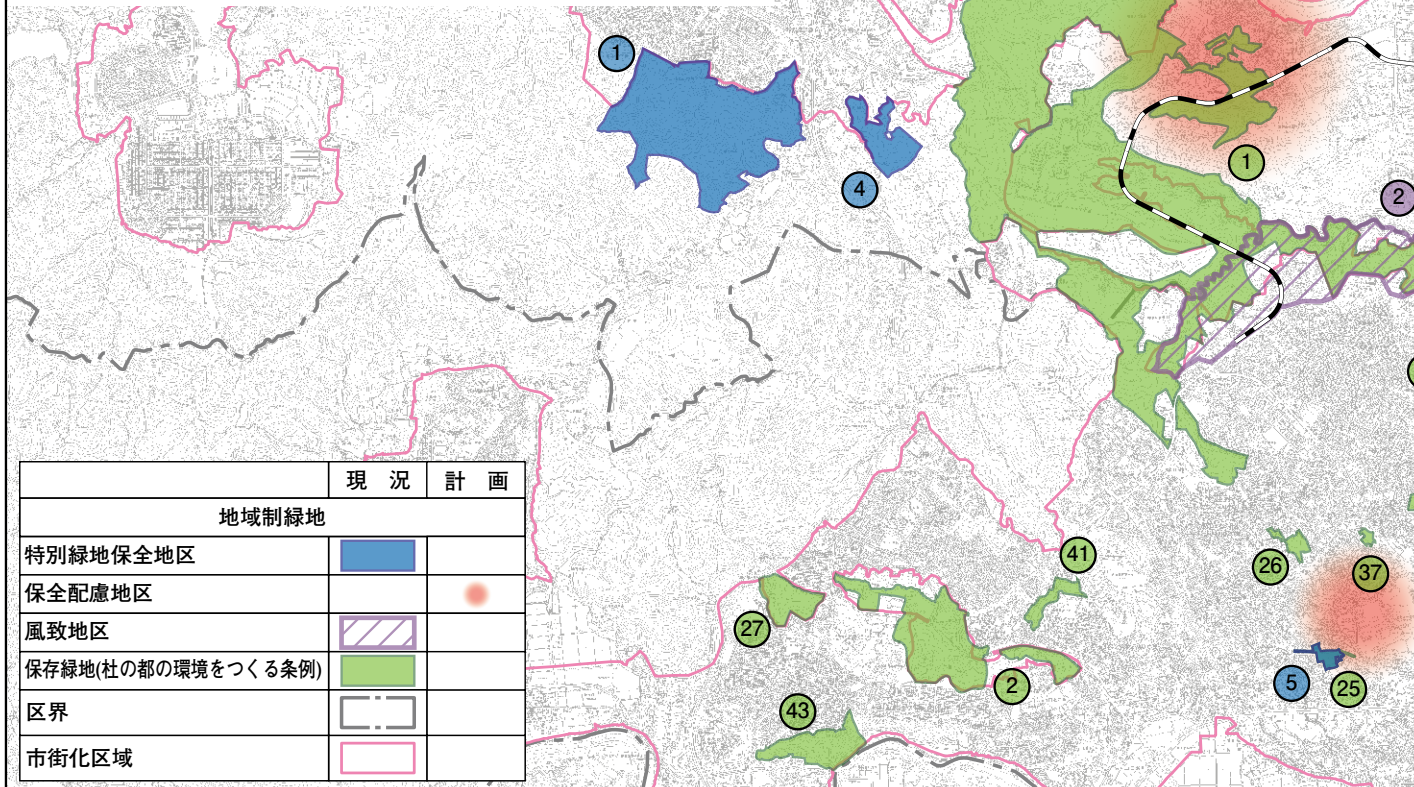 1
4
1
2
現 況 計 画
地域制緑地
特別緑地保全地区
保全配慮地区
風致地区
保存緑地(杜の都の環境をつくる条例)
区界
市街化区域
41
26
37
27
2
5
25
43